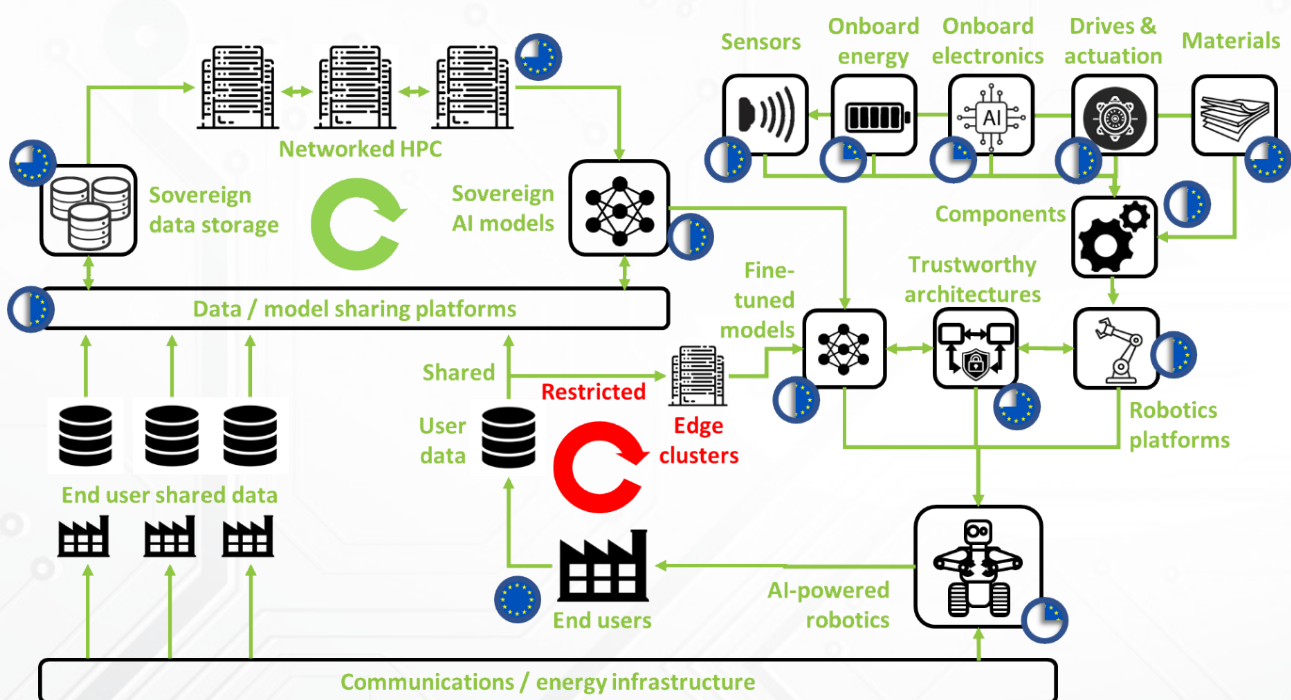 Sensors
Onboard
energy
Onboard
electronics
Drives &
actuation
Materials
Networked HPC
Sovereign
data storage
Sovereign
AI models
AI
Components
Data / model sharing platforms
Fine-
tuned
models
Trustworthy
architectures
Shared
Restricted
User
data
Edge
clusters
Robotics
platforms
End user shared data
End users
AI-powered
robotics
Communications / energy infrastructure